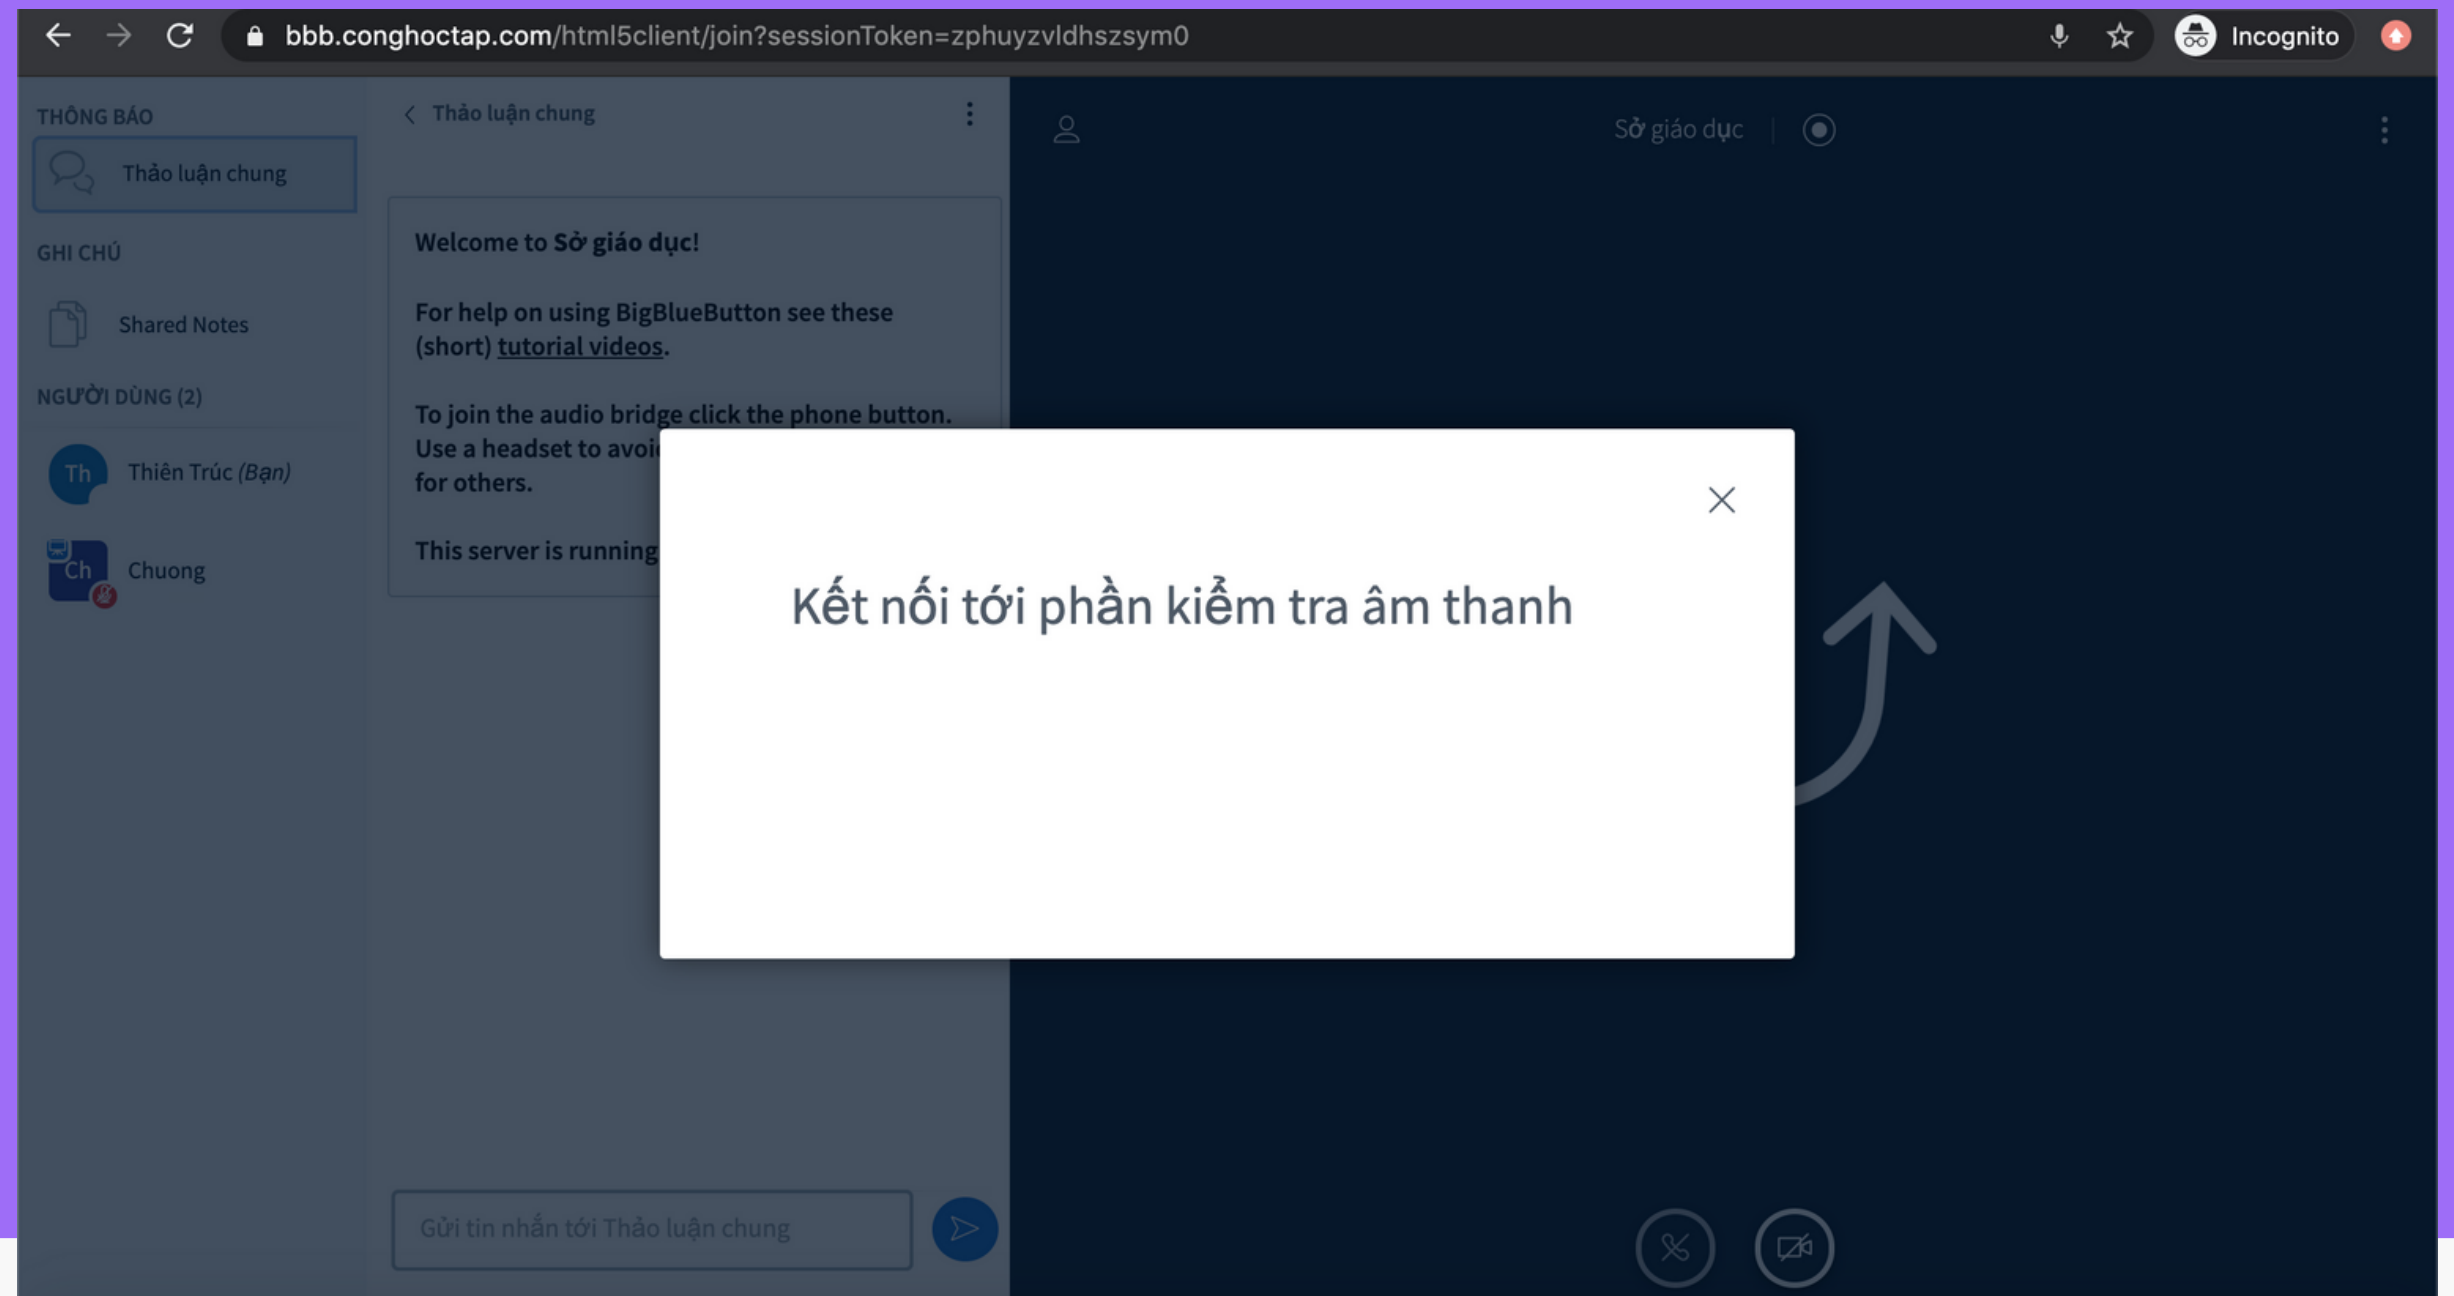 bbb.conghoctap.com/html5client/join?sessionToken=zphuyzvldhszsym0
Incognito
THÔNG BÁO
Thảo luận chung
GHI CHÚ
Shared Notes
NGƯỜI DÙNG (2)
Th
Thiên Trúc (Bạn)
Ch
Chuong
Thảo luận chung
Welcome to Sở giáo dục!
For help on using BigBlueButton see these
(short) tutorial videos.
To join the audio bridge click the phone button.
Use a headset to avoi
for others.
This server is running
Gửi tin nhắn tới Thảo luận chung
Sở giáo dục
Kết nối tới phần kiểm tra âm thanh